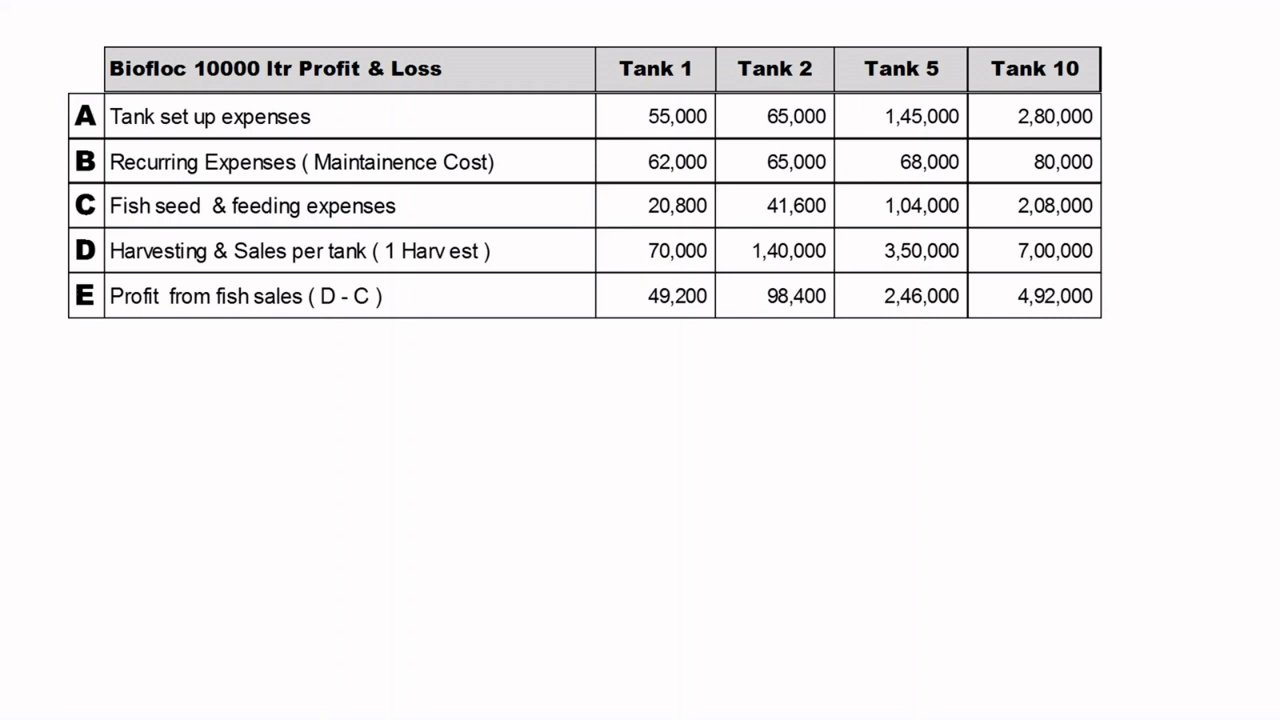 Biofloc 10000 ltr Profit & Loss Tank 1 Tank 2 Tank 5 Tank 10
A Tank set up expenses 55,000 65,000 1,45,000 2,80,000
B Recurring Expenses ( Maintainence Cost) 62,000 65,000 68,000 80,000
C Fish seed & feeding expenses 20,800 41,600 1,04,000 2,08,000
D Harvesting & Sales per tank ( 1 Harv est ) 70,000 1,40,000 3,50,000 7,00,000
E Profit from fish sales ( D - C ) 49,200 98,400 2,46,000 4,92,000